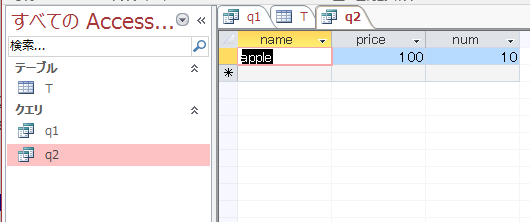 すべての Access...
検索...
テーブル
T
クエリ
q1
q2
q1 T q2
name price num
apple 100 10